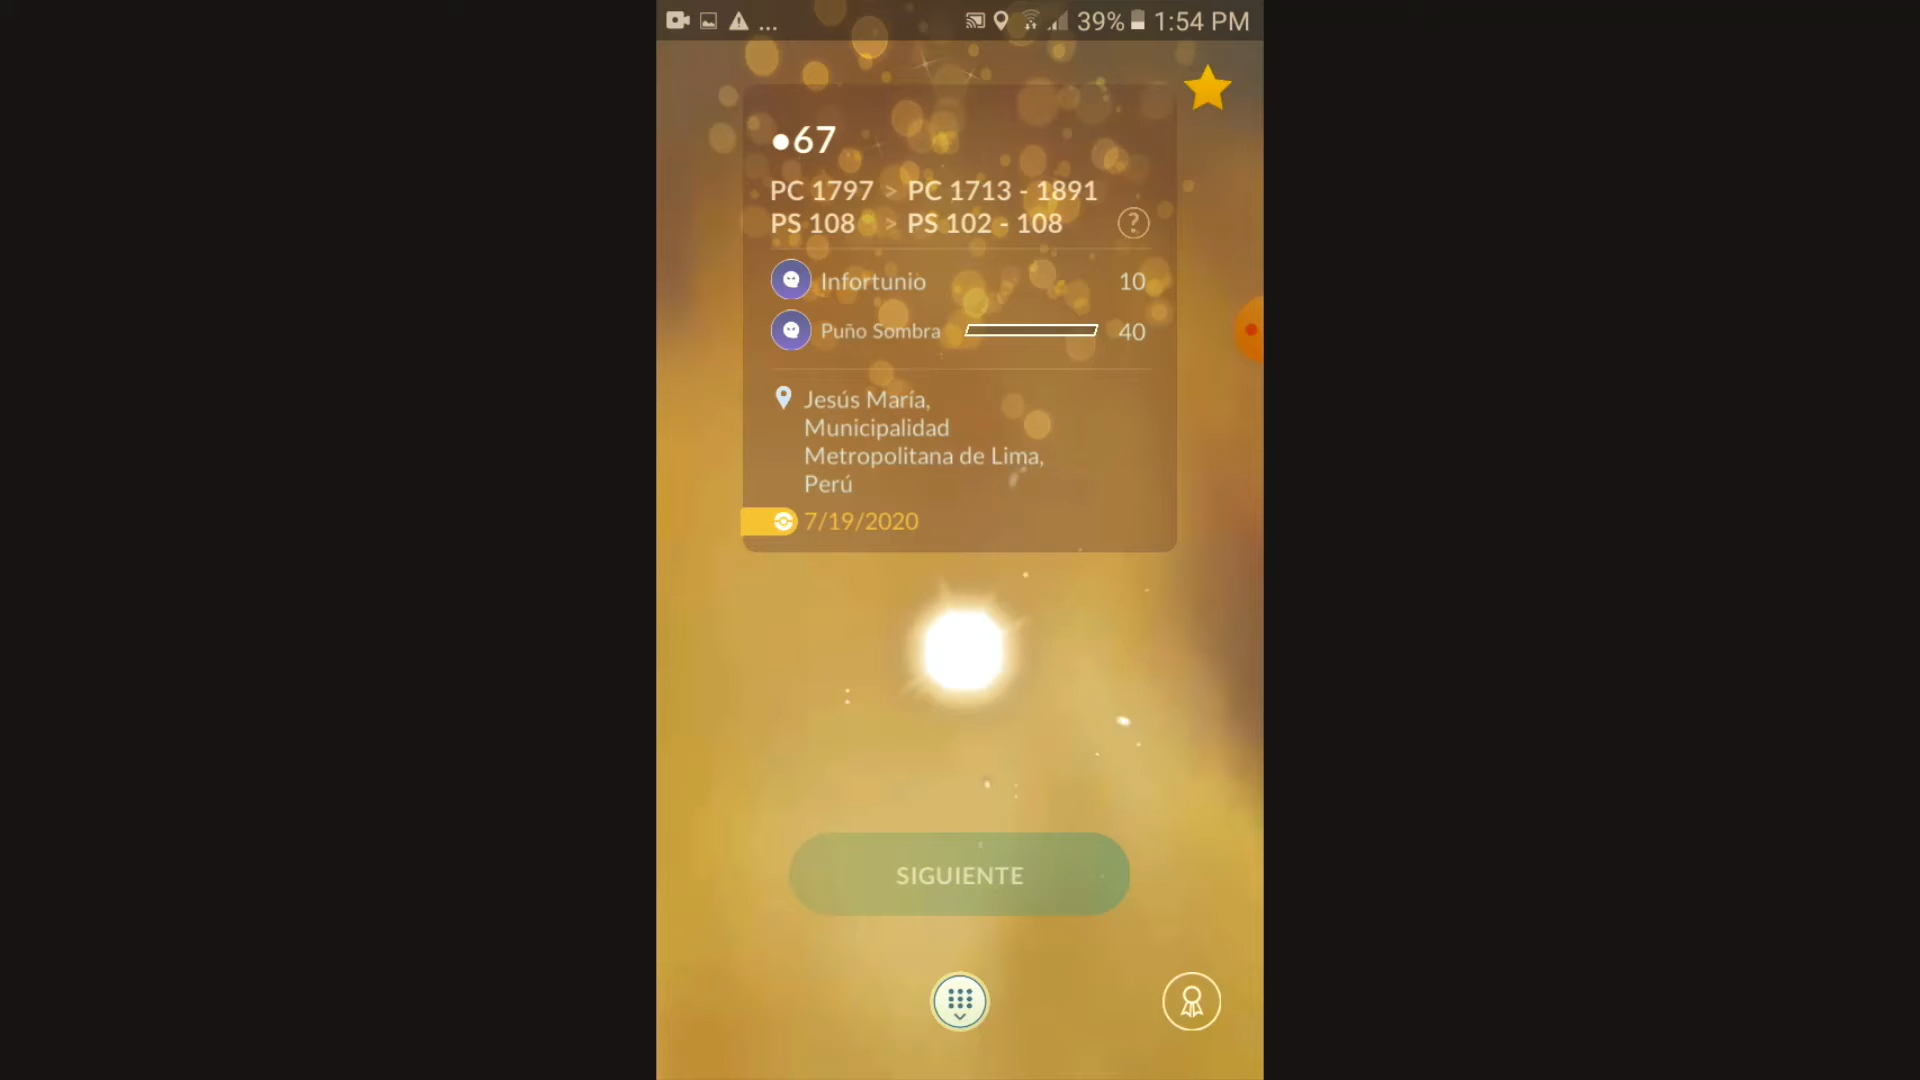 ... 39% 1:54 PM
67
PC 1797 > PC 1713 - 1891
PS 108 > PS 102 - 108 ?
Infortunio 10
Puño Sombra 40
Jesús María,
Municipalidad
Metropolitana de Lima,
Perú
7/19/2020
SIGUIENTE